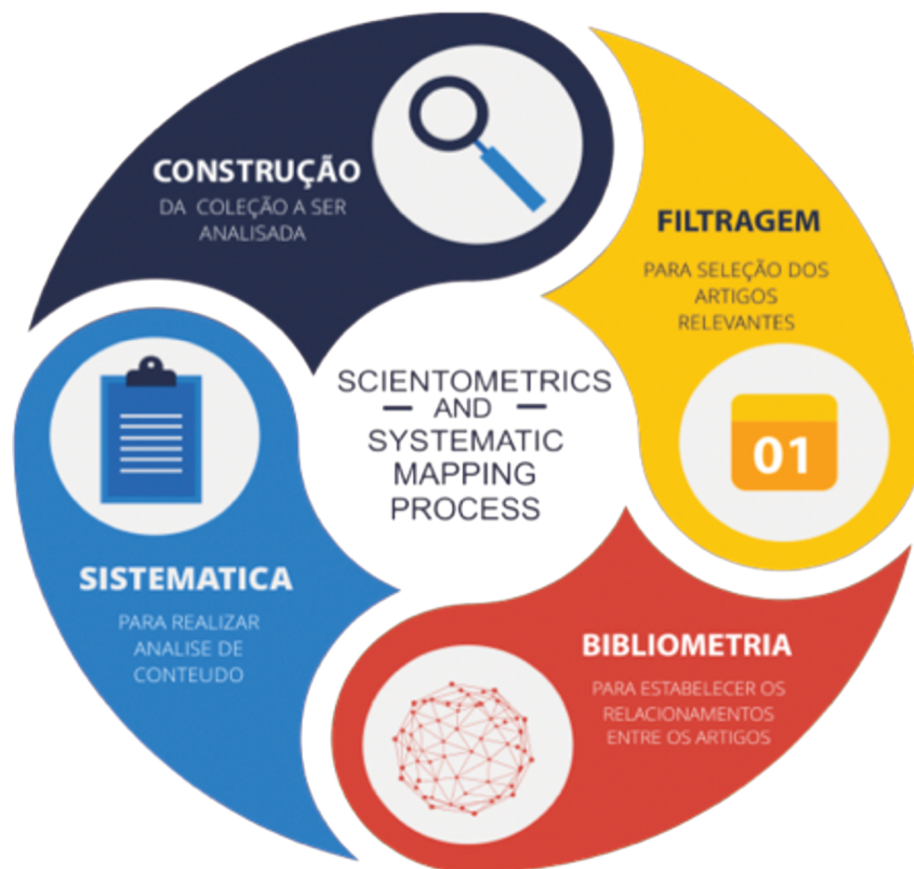 CONSTRUÇÃO
DA COLEÇÃO A SER
ANALISADA
FILTRAGEM
PARA SELEÇÃO DOS
ARTIGOS
RELEVANTES
01
SCIENTOMETRICS
AND
SYSTEMATIC
MAPPING
PROCESS
BIBLIOMETRIA
PARA ESTABELECER OS
RELACIONAMENTOS
ENTRE OS ARTIGOS
SISTEMATICA
PARA REALIZAR
ANALISE DE
CONTEUDO